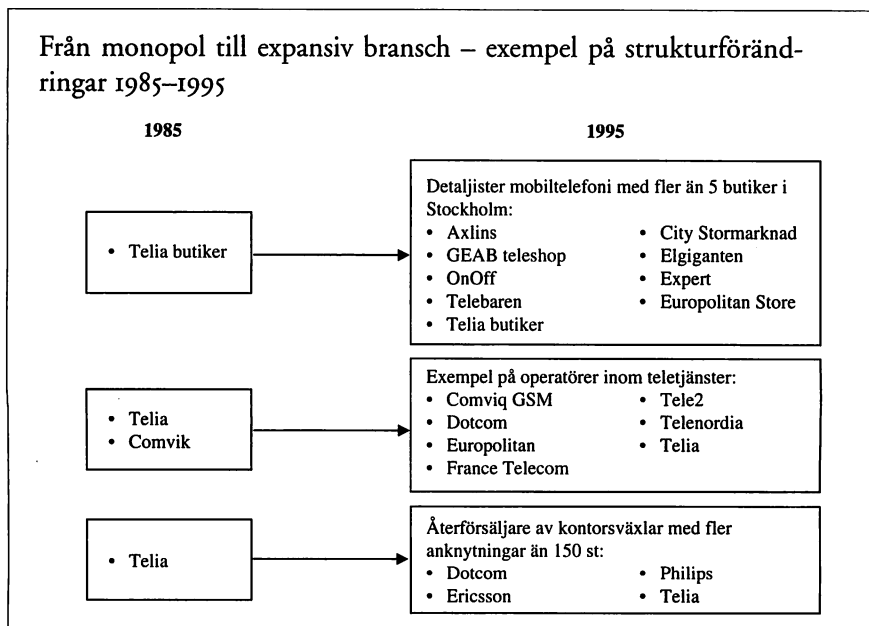 Från monopol till expansiv bransch – exempel på strukturföränd-
ringar 1985–1995
1985
1995
• Telia butiker
Detaljister mobiltelefoni med fler än 5 butiker i
Stockholm:
• Axlins
• GEAB teleshop
• OnOff
• Telebaren
• Telia butiker
• City Stormarknad
• Elgiganten
• Expert
• Europolitan Store
• Telia
• Comvik
Exempel på operatörer inom teletjänster:
• Comviq GSM
• Dotcom
• Europolitan
• France Telecom
• Tele2
• Telenordia
• Telia
• Telia
Återförsäljare av kontorsväxlar med fler
anknytningar än 150 st:
• Dotcom
• Ericsson
• Philips
• Telia